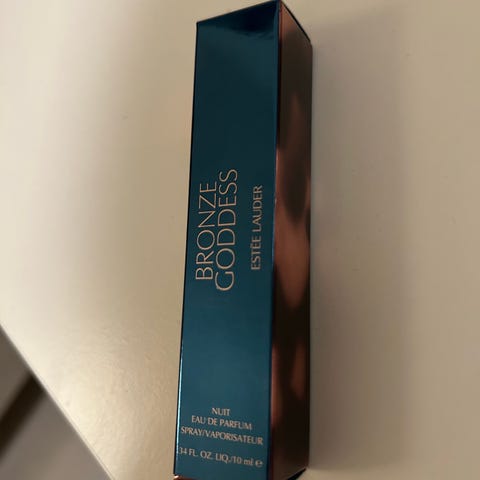 BRONZE
GODDESS
ESTĒE LAUDER
NUIT
EAU DE PARFUM
SPRAY/VAPORISATEUR
.34 FL. OZ. LIQ./10 ml ℮